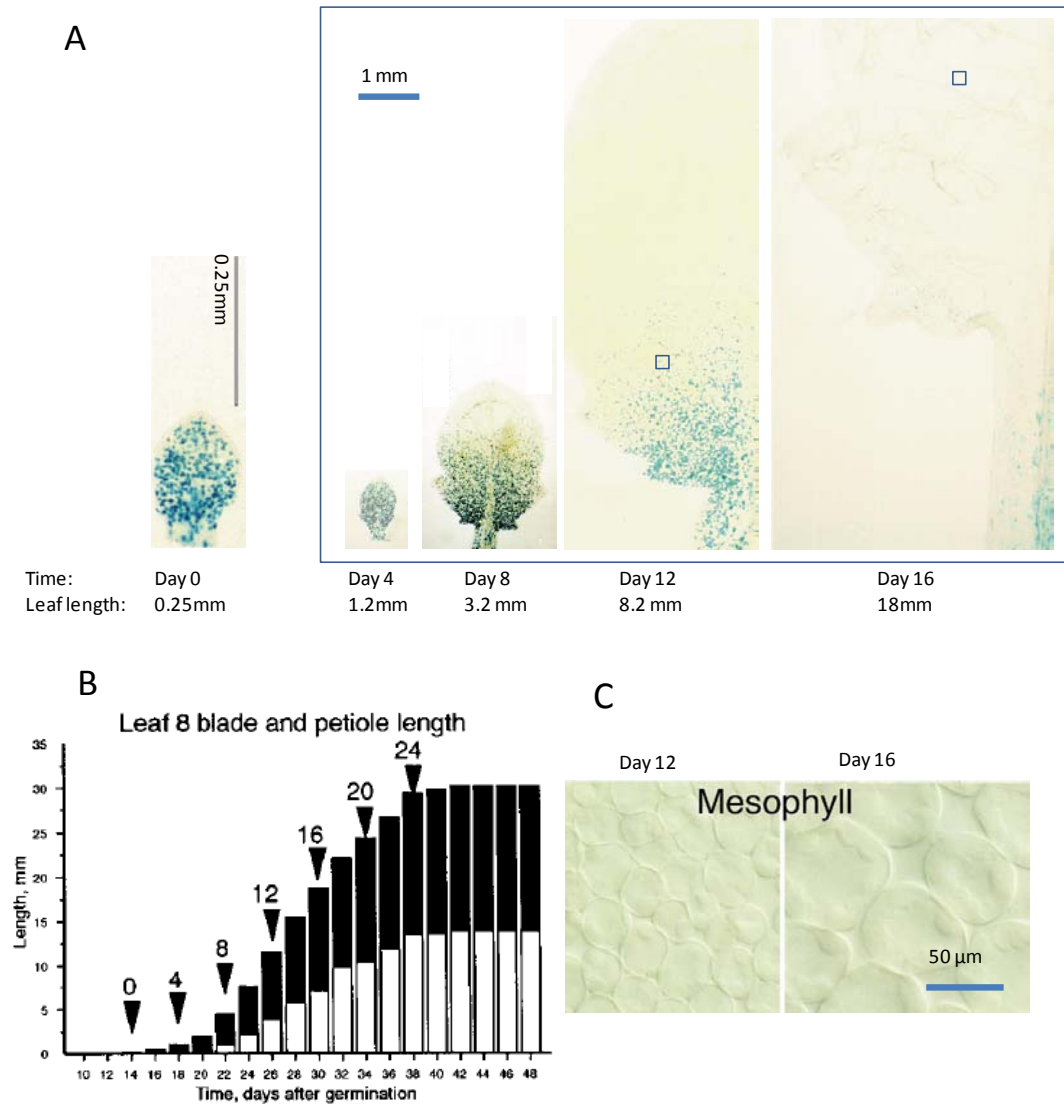 A
1 mm
0.25mm
Time: Day 0 Day 4 Day 8 Day 12 Day 16
Leaf length: 0.25mm 1.2mm 3.2 mm 8.2 mm 18mm
B
Leaf 8 blade and petiole length
35
30
25
20
15
10
5
0
Length, mm
0
4
8
12
16
20
24
10 12 14 16 18 20 22 24 26 28 30 32 34 36 38 40 42 44 46 48
Time, days after germination
C
Day 12 Day 16
Mesophyll
50 µm